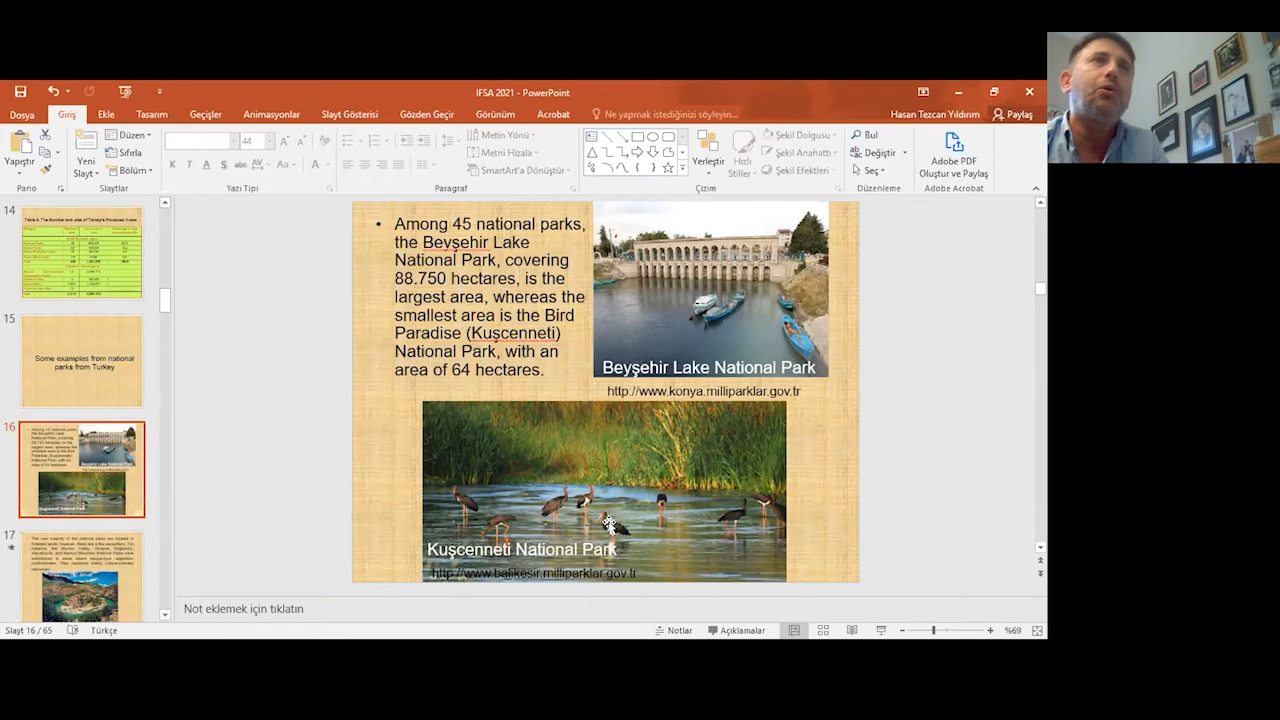 IFSA 2021 - PowerPoint
Dosya Giriş Ekle Tasarım Geçişler Animasyonlar Slayt Gösterisi Gözden Geçir Görünüm Acrobat Ne yapmak istediğinizi söyleyin... Hasan Tezcan Yıldırım Paylaş
Yapıştır
Pano
Yeni
Slayt
Düzen
Sıfırla
Bölüm
Slaytlar
44
K T A S abc AV Aa A
Yazı Tipi
Metin Yönü
Metni Hizala
SmartArt'a Dönüştür
Paragraf
Yerleştir
Hızlı
Stiller
Şekil Dolgusu
Şekil Anahattı
Şekil Efektleri
Çizim
Bul
Değiştir
Seç
Düzenleme
Adobe PDF
Oluştur ve Paylaş
Adobe Acrobat
14
15
Some examples from national
parks from Turkey
16
17
• Among 45 national parks,
the Beyşehir Lake
National Park, covering
88.750 hectares, is the
largest area, whereas the
smallest area is the Bird
Paradise (Kuşcenneti)
National Park, with an
area of 64 hectares.
Beyşehir Lake National Park
http://www.konya.milliparklar.gov.tr
Kuşcenneti National Park
http://www.balikesir.milliparklar.gov.tr
Not eklemek için tıklatın
Slayt 16 / 65 Türkçe Notlar Açıklamalar %69